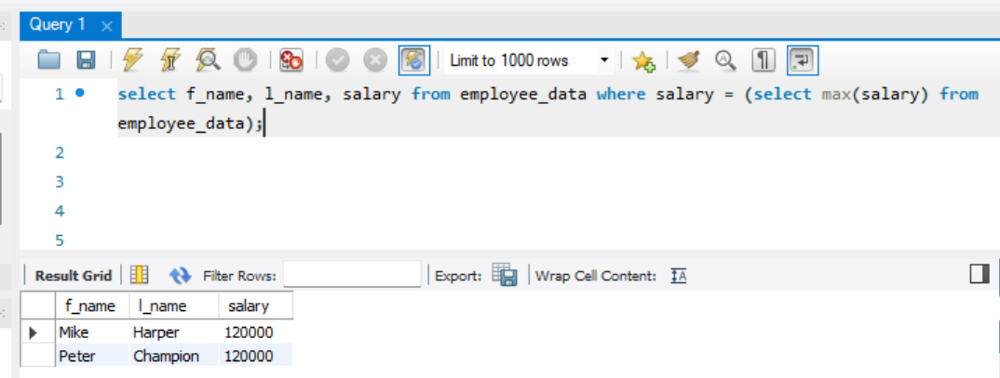 Query 1
Limit to 1000 rows
1 select f_name, l_name, salary from employee_data where salary = (select max(salary) from
employee_data);
2
3
4
5
Result Grid Filter Rows: Export: Wrap Cell Content: IA
f_name l_name salary
Mike Harper 120000
Peter Champion 120000